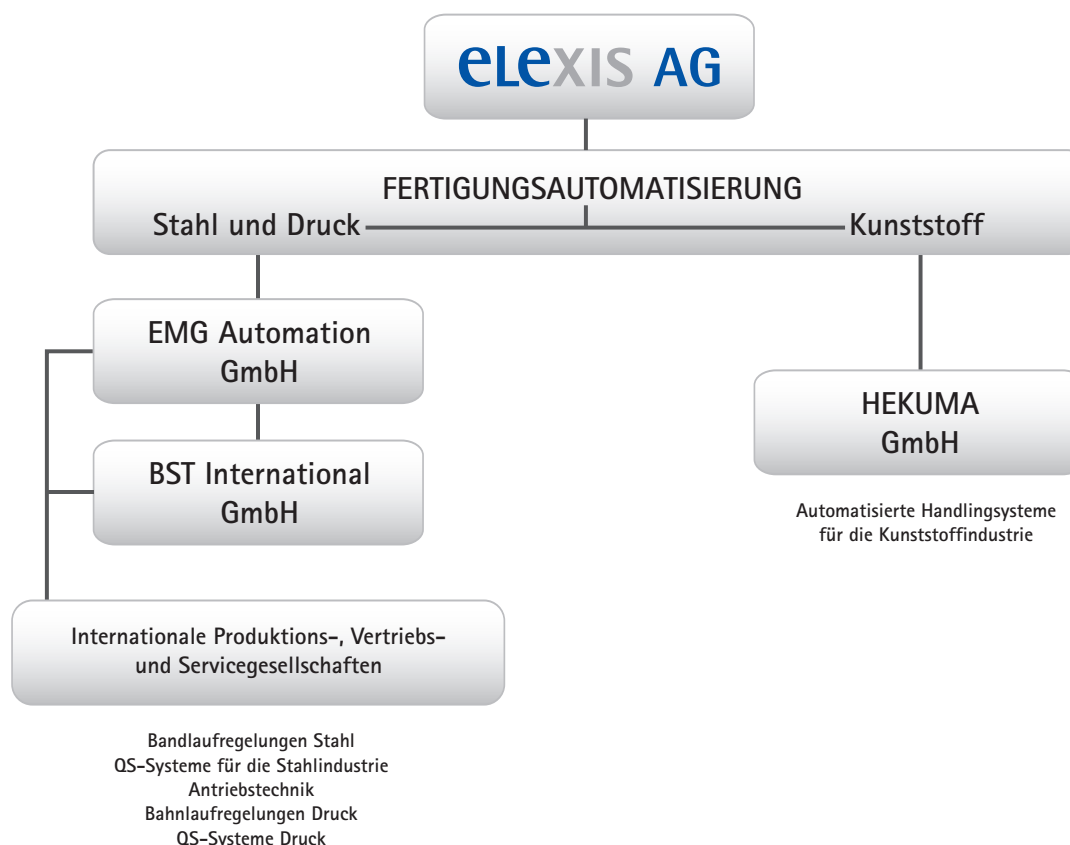 eLeXIS AG
FERTIGUNGSAUTOMATISIERUNG
Stahl und Druck
Kunststoff
EMG Automation
GmbH
BST International
GmbH
Internationale Produktions-, Vertriebs-
und Servicegesellschaften
Bandlaufregelungen Stahl
QS-Systeme für die Stahlindustrie
Antriebstechnik
Bahnlaufregelungen Druck
QS-Systeme Druck
HEKUMA
GmbH
Automatisierte Handlingsysteme
für die Kunststoffindustrie